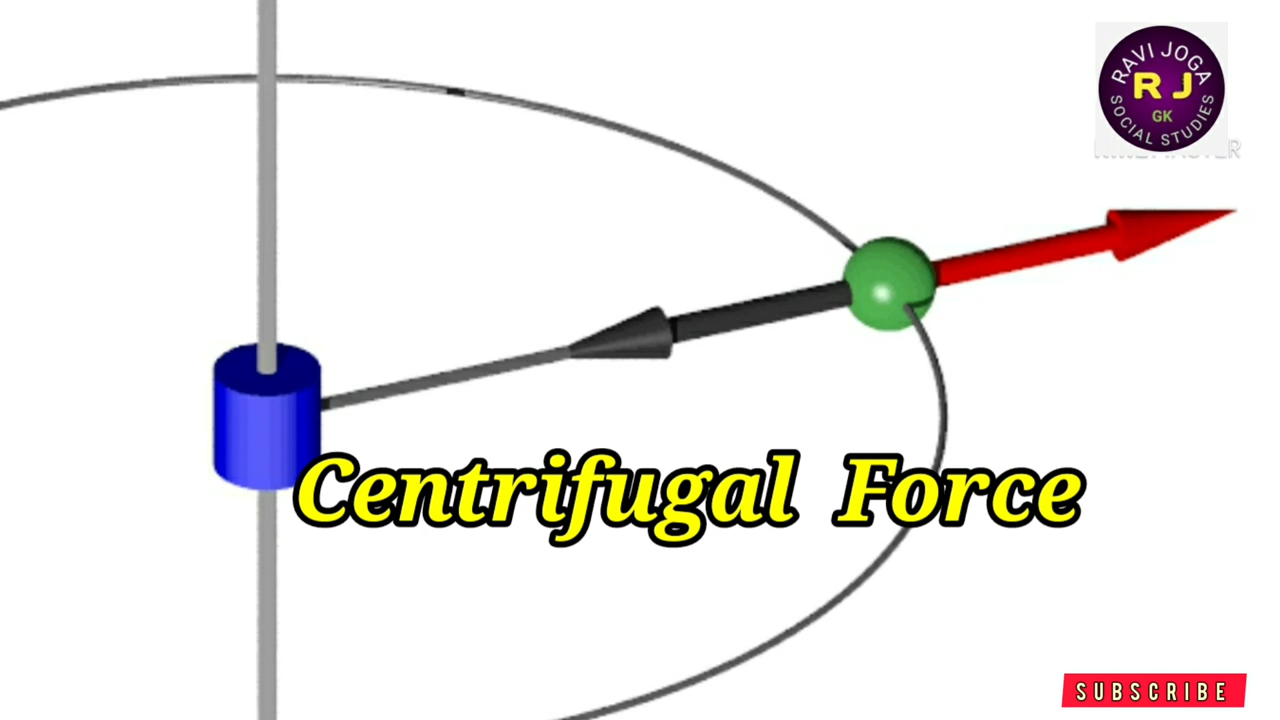 RAVI JOGA
R J
GK
SOCIAL STUDIES
Centrifugal Force
SUBSCRIBE